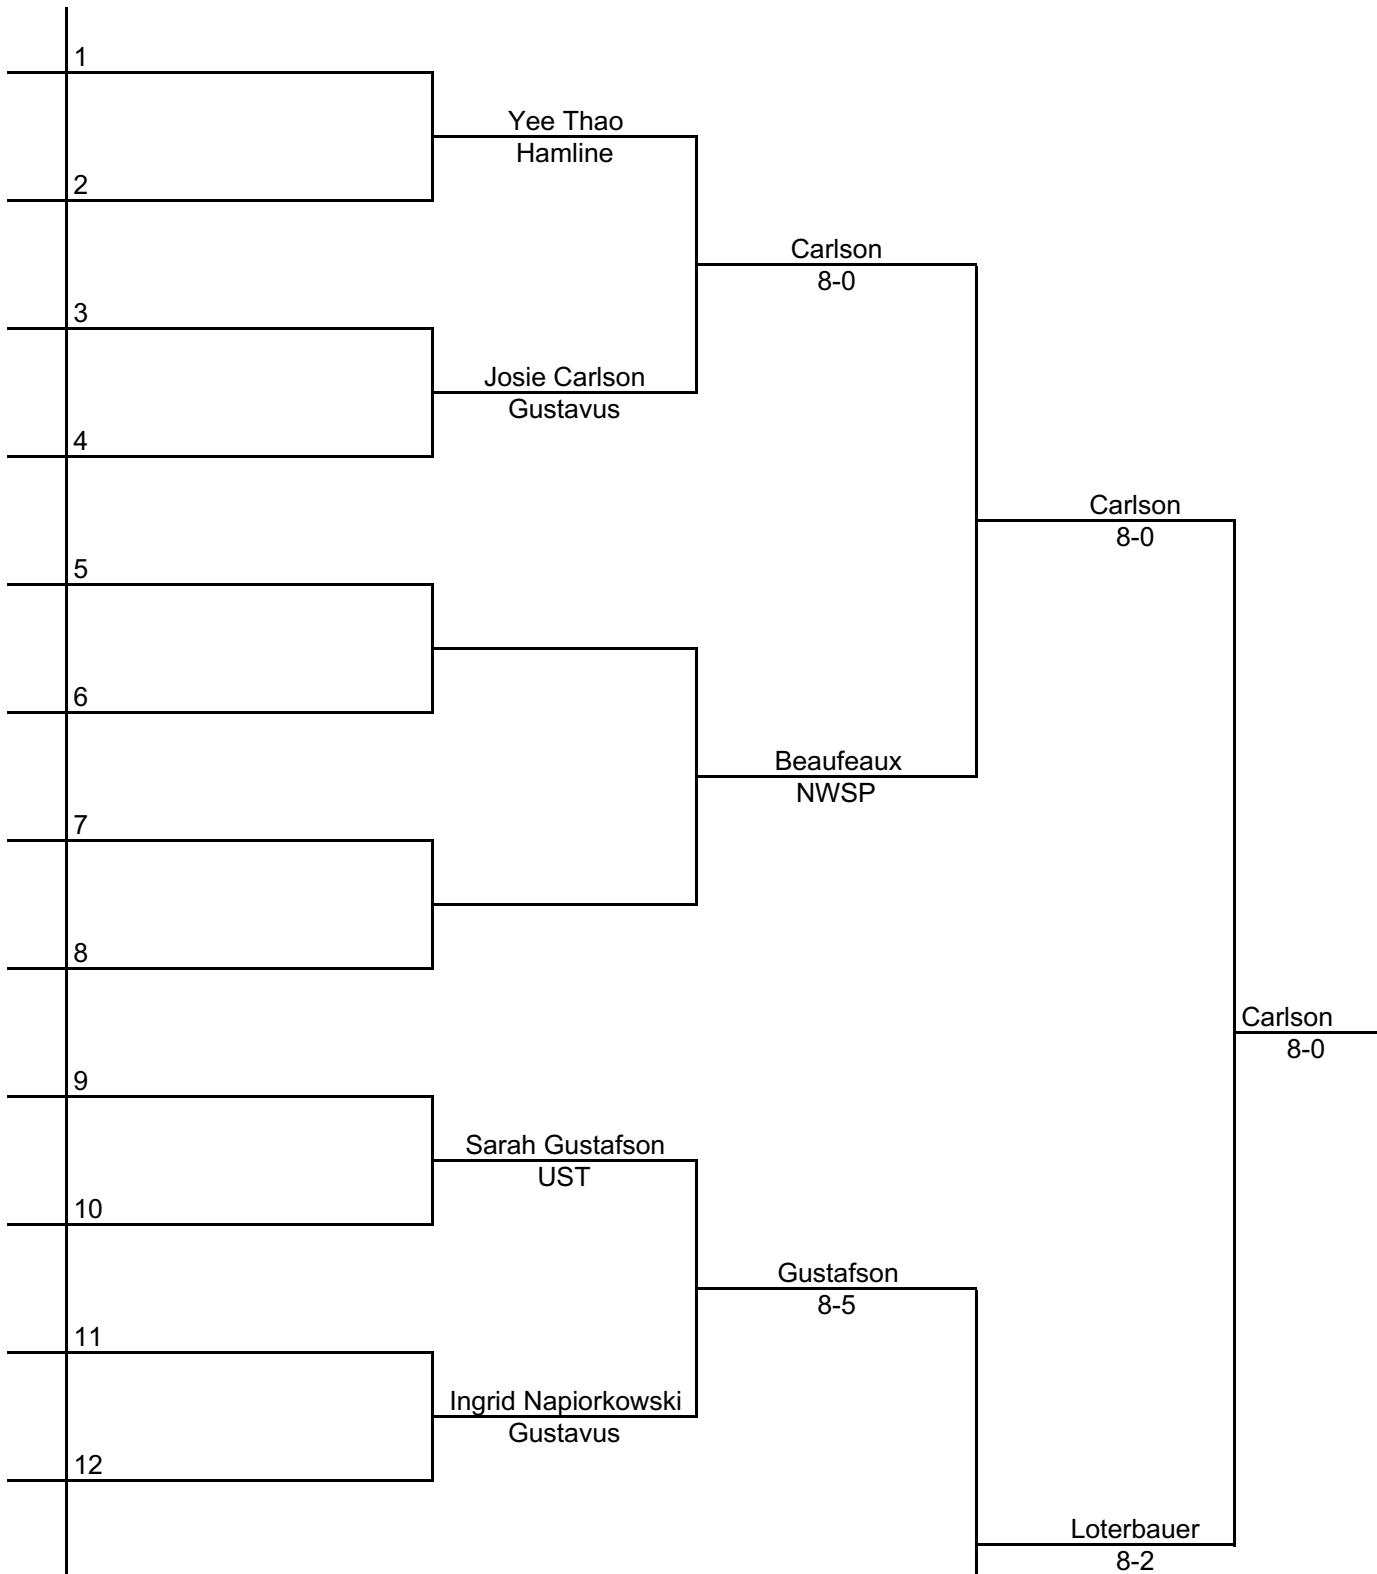 1
Yee Thao
Hamline
2
Carlson
8-0
3
Josie Carlson
Gustavus
4
Carlson
8-0
5
6
Beaufeaux
NWSP
7
8
Carlson
8-0
9
Sarah Gustafson
UST
10
Gustafson
8-5
11
Ingrid Napiorkowski
Gustavus
12
Loterbauer
8-2